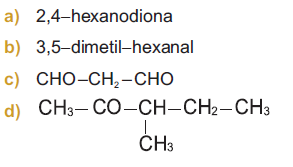 a) 2,4–hexanodiona
b) 3,5–dimetil–hexanal
c) CHO–CH₂–CHO
d) CH₃–CO–CH–CH₂–CH₃
CH₃